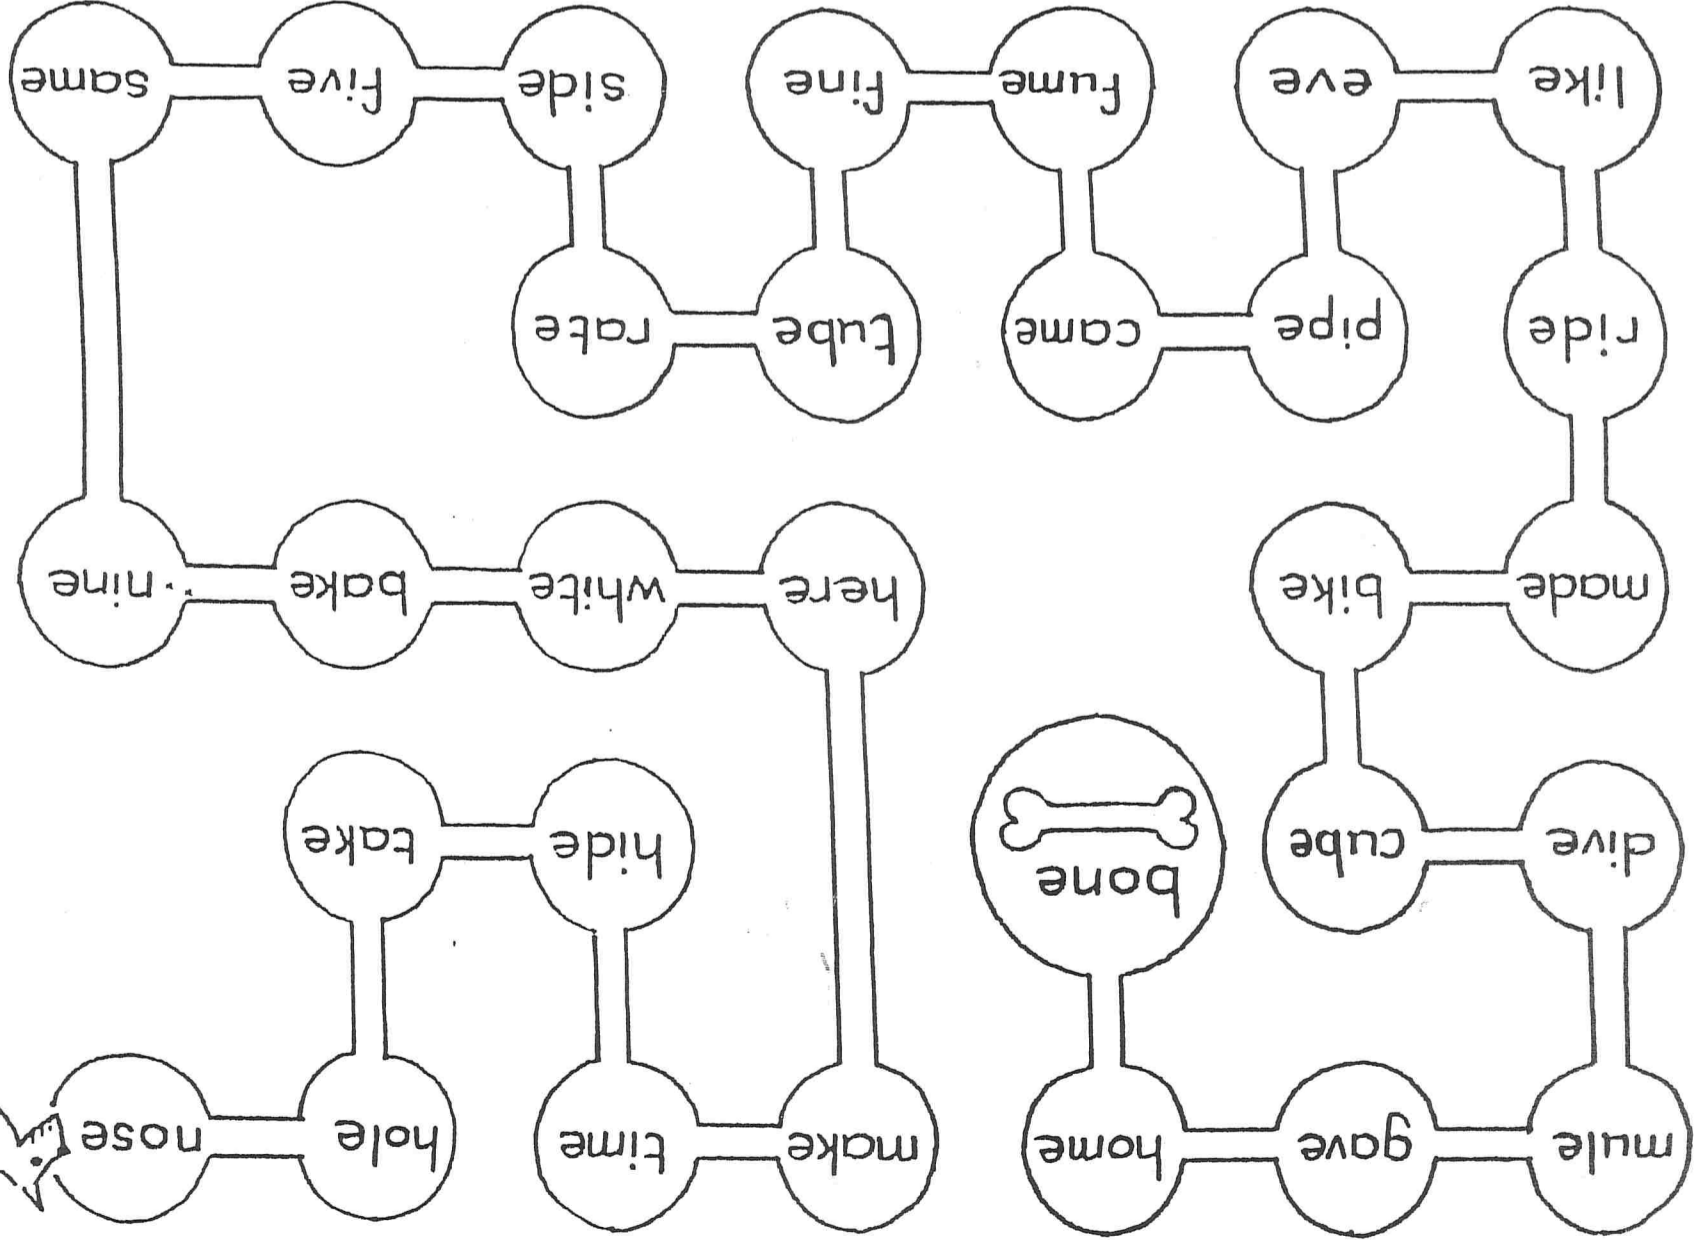 mule gave home make time hole nose
dive cube bone hide take
made bike here white bake nine
ride pipe came tube rate
like eve fume fine side five same